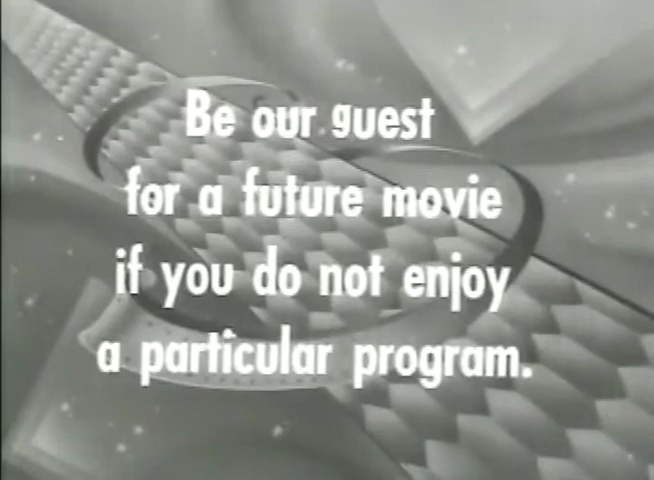 Be our guest
for a future movie
if you do not enjoy
a particular program.